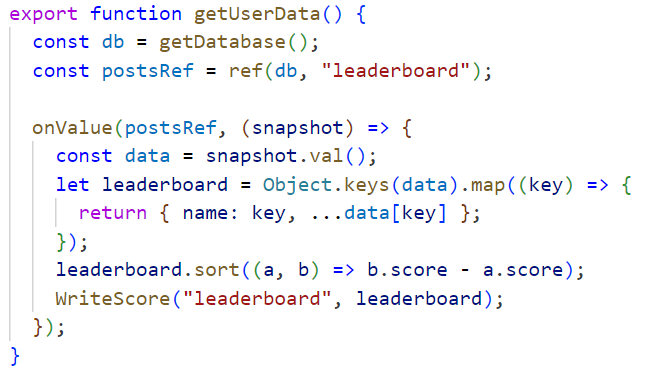 export function getUserData() {
  const db = getDatabase();
  const postsRef = ref(db, "leaderboard");

  onValue(postsRef, (snapshot) => {
    const data = snapshot.val();
    let leaderboard = Object.keys(data).map((key) => {
      return { name: key, ...data[key] };
    });
    leaderboard.sort((a, b) => b.score - a.score);
    WriteScore("leaderboard", leaderboard);
  });
}